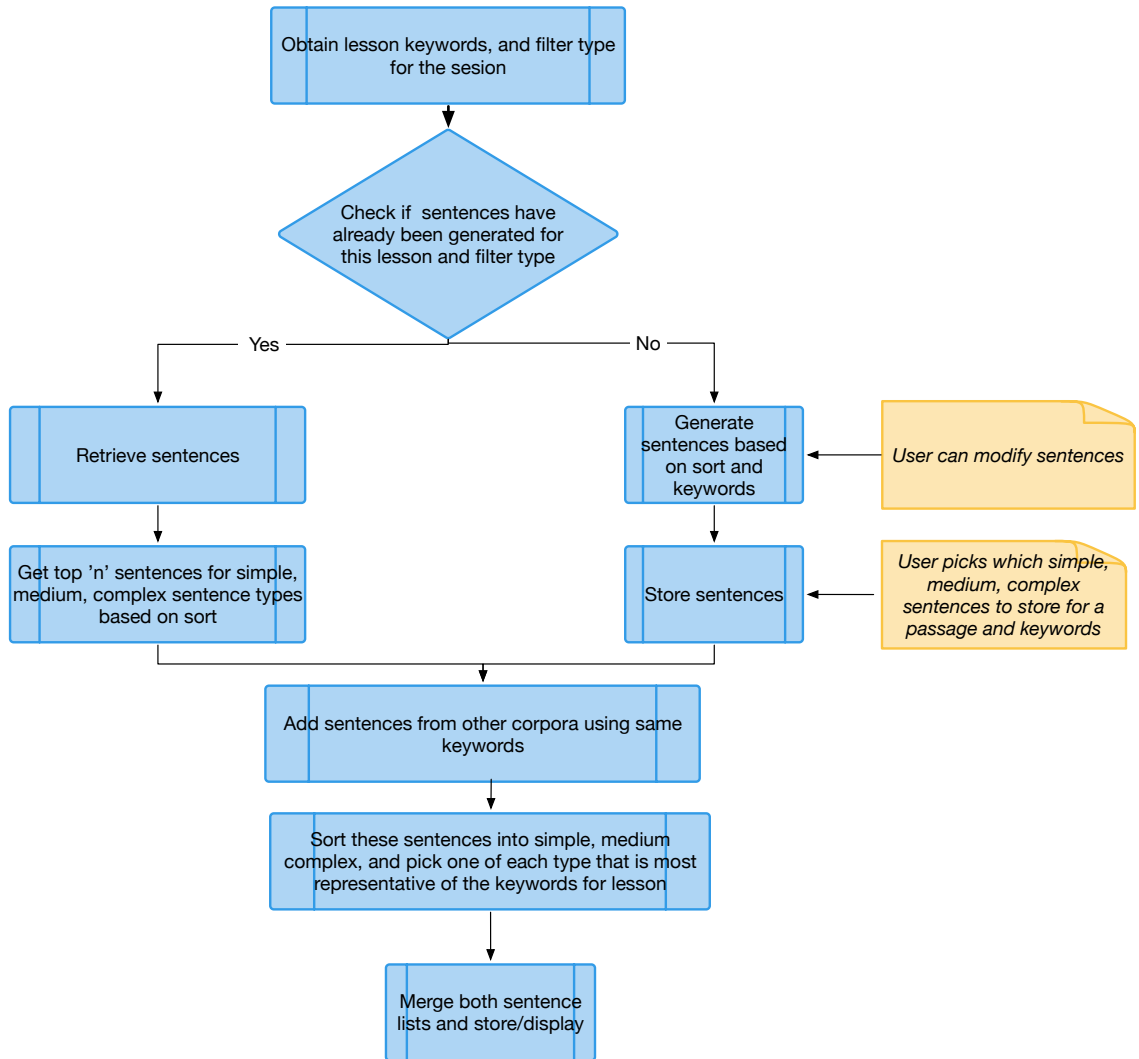 Obtain lesson keywords, and filter type
for the sesion
Check if  sentences have
already been generated for
this lesson and filter type
Yes
No
Retrieve sentences
Generate
sentences based
on sort and
keywords
User can modify sentences
Get top 'n' sentences for simple,
medium, complex sentence types
based on sort
Store sentences
User picks which simple,
medium, complex
sentences to store for a
passage and keywords
Add sentences from other corpora using same
keywords
Sort these sentences into simple, medium
complex, and pick one of each type that is most
representative of the keywords for lesson
Merge both sentence
lists and store/display